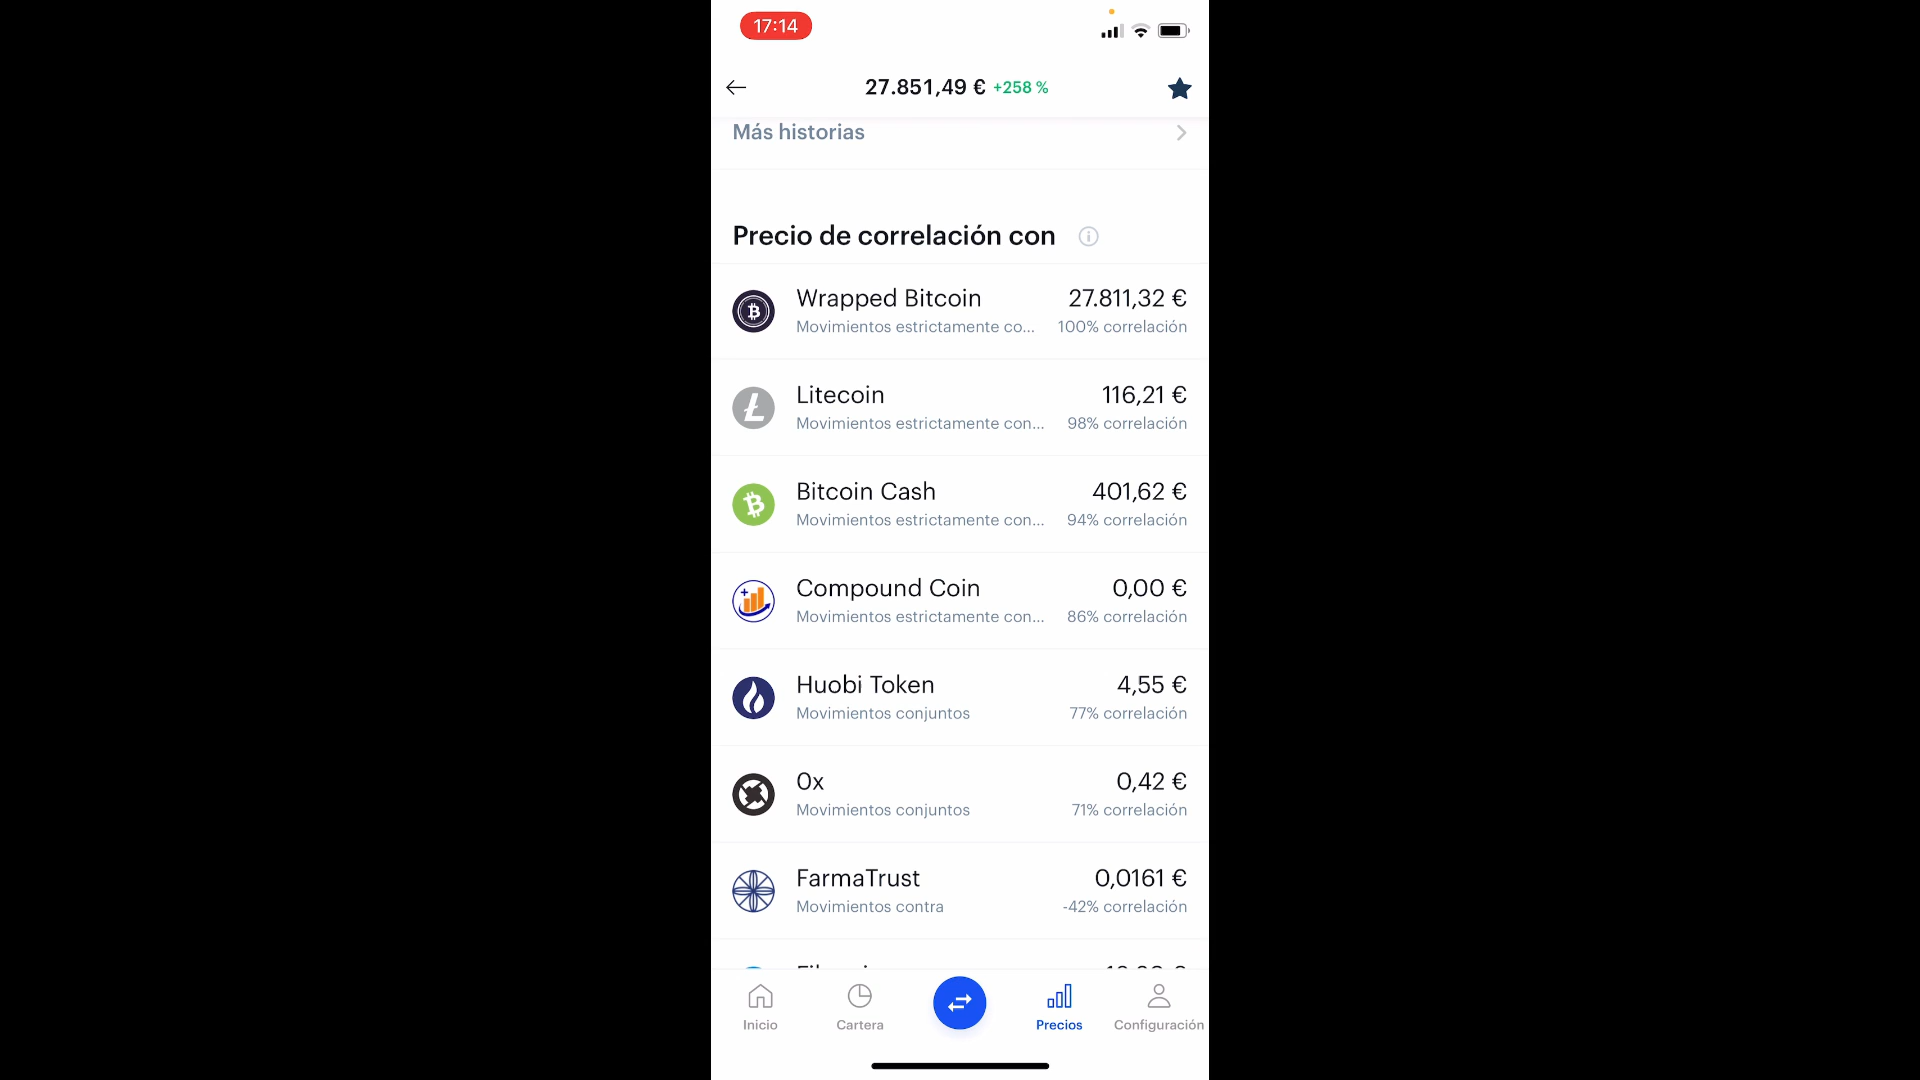 17:14
27.851,49 € +258 %
Más historias
Precio de correlación con
Wrapped Bitcoin 27.811,32 €
Movimientos estrictamente co... 100% correlación
Litecoin 116,21 €
Movimientos estrictamente con... 98% correlación
Bitcoin Cash 401,62 €
Movimientos estrictamente con... 94% correlación
Compound Coin 0,00 €
Movimientos estrictamente con... 86% correlación
Huobi Token 4,55 €
Movimientos conjuntos 77% correlación
0x 0,42 €
Movimientos conjuntos 71% correlación
FarmaTrust 0,0161 €
Movimientos contra -42% correlación
Inicio Cartera Precios Configuración